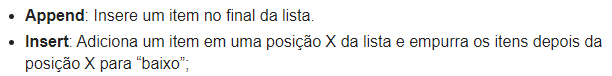 • Append: Insere um item no final da lista.
• Insert: Adiciona um item em uma posição X da lista e empurra os itens depois da
posição X para “baixo”;